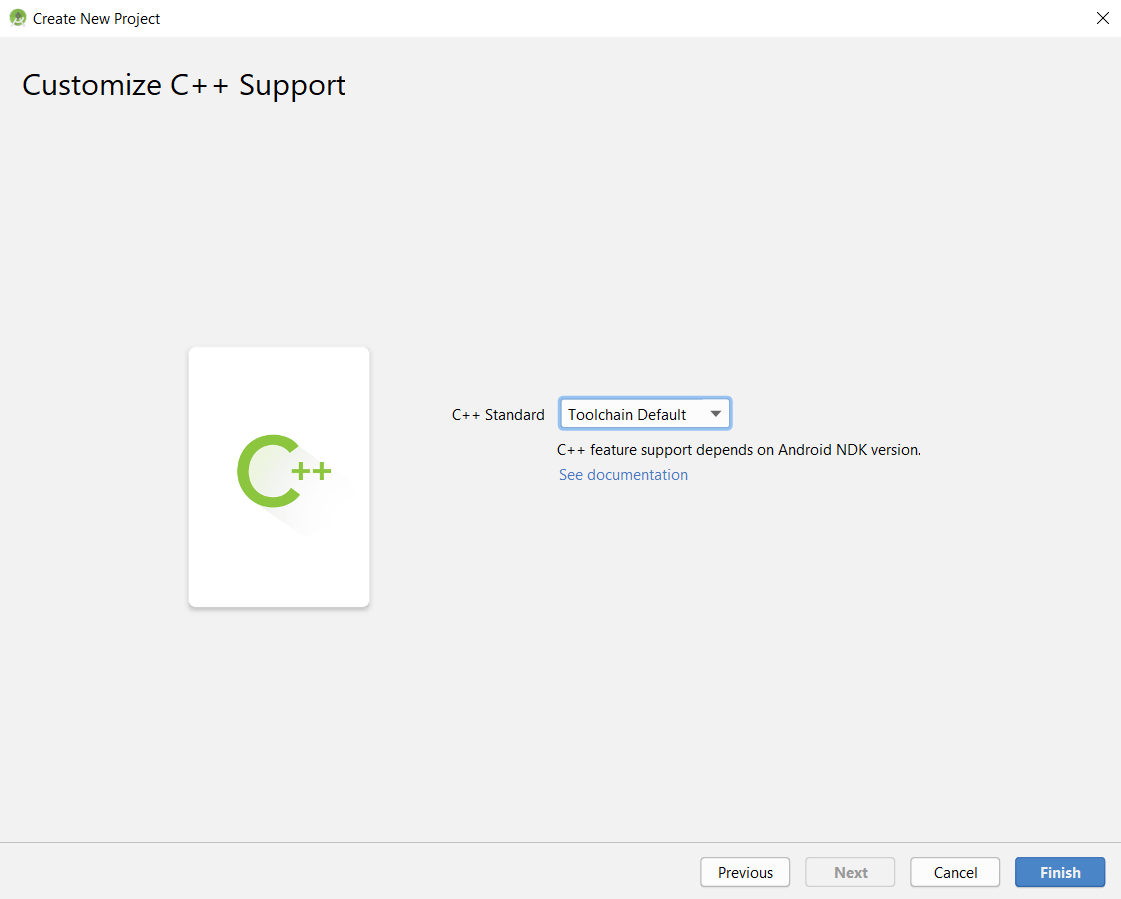 Create New Project
Customize C++ Support
C++
C++ Standard Toolchain Default
C++ feature support depends on Android NDK version.
See documentation
Previous Next Cancel Finish